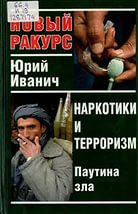 НОВЫЙ
РАКУРС
Юрий
Иванич
НАРКОТИКИ
И
ТЕРРОРИЗМ
Паутина
зла